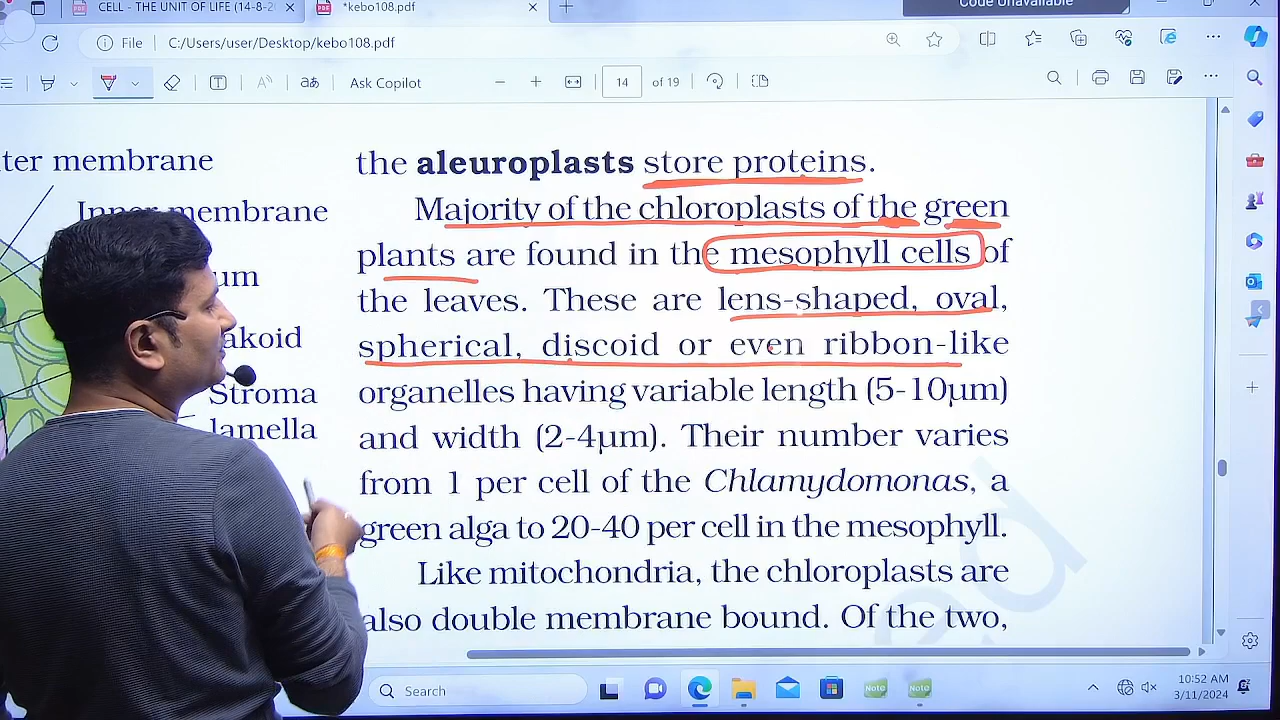 CELL - THE UNIT OF LIFE (14-8-2
*kebo108.pdf
Code Unavailable
File C:/Users/user/Desktop/kebo108.pdf
Ask Copilot
14 of 19
ter membrane
Inner membrane
um
akoid
Stroma
lamella
the aleuroplasts store proteins.
Majority of the chloroplasts of the green
plants are found in the mesophyll cells of
the leaves. These are lens-shaped, oval,
spherical, discoid or even ribbon-like
organelles having variable length (5-10µm)
and width (2-4µm). Their number varies
from 1 per cell of the Chlamydomonas, a
green alga to 20-40 per cell in the mesophyll.
Like mitochondria, the chloroplasts are
also double membrane bound. Of the two,
ed
Search
Note
Note
10:52 AM
3/11/2024